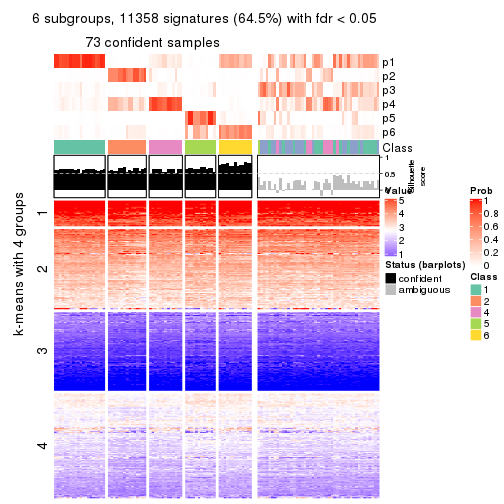 6 subgroups, 11358 signatures (64.5%) with fdr < 0.05
73 confident samples
p1
p2
p3
p4
p5
p6
Class
1
0.5
0
Silhouette
score
k-means with 4 groups
1
2
3
4
Value
5
4
3
2
1
Status (barplots)
confident
ambiguous
Prob
1
0.8
0.6
0.4
0.2
0
Class
1
2
4
5
6